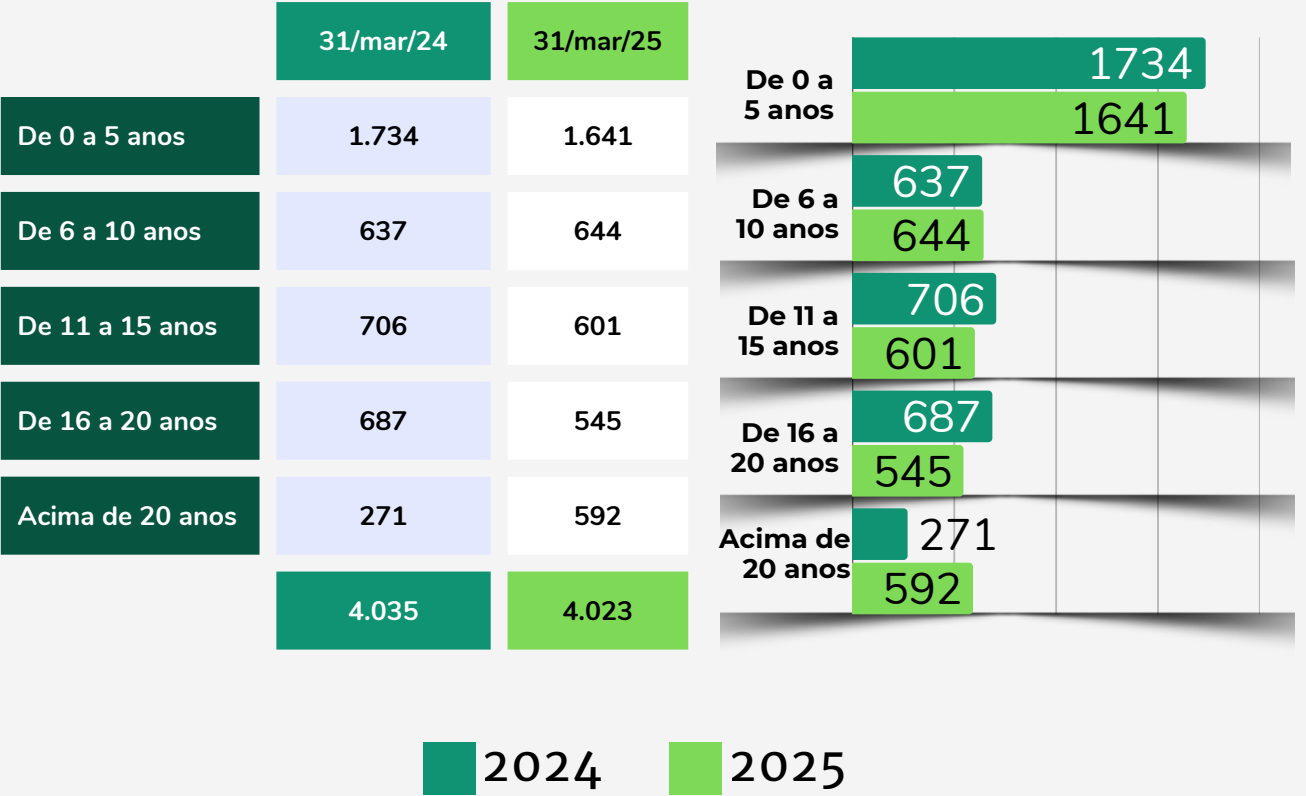 31/mar/24 31/mar/25
De 0 a 5 anos 1.734 1.641
De 6 a 10 anos 637 644
De 11 a 15 anos 706 601
De 16 a 20 anos 687 545
Acima de 20 anos 271 592
4.035 4.023
De 0 a
5 anos
1734
1641
De 6 a
10 anos
637
644
De 11 a
15 anos
706
601
De 16 a
20 anos
687
545
Acima de
20 anos
271
592
2024 2025